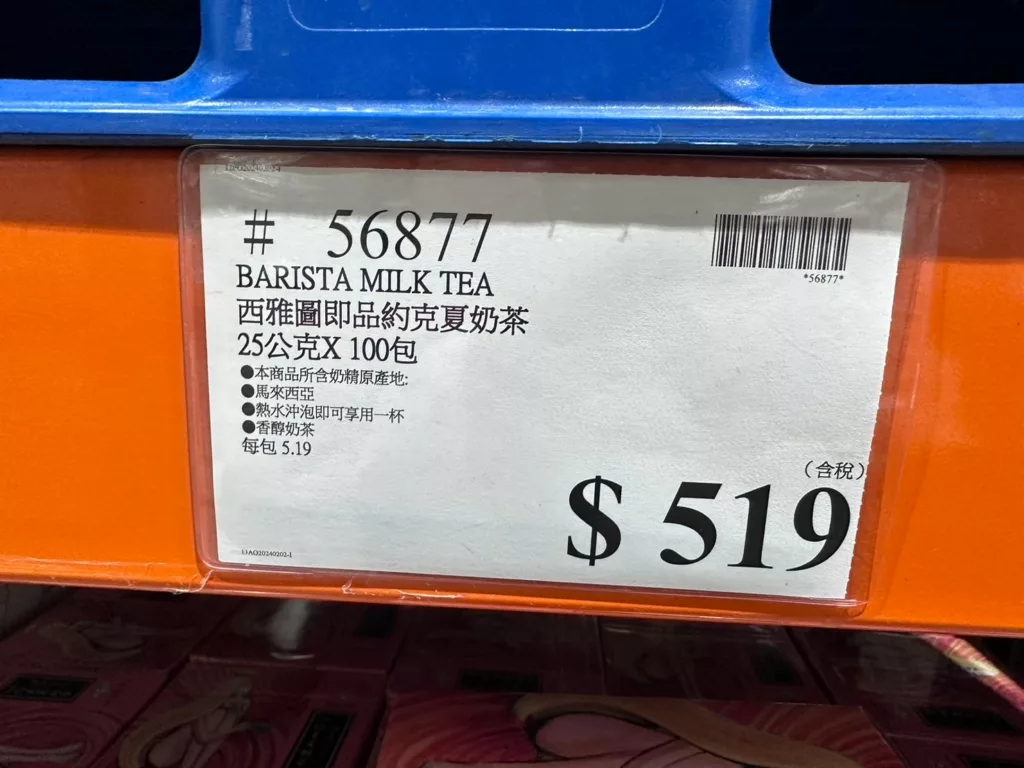 # 56877
*56877*
BARISTA MILK TEA
西雅圖即品約克夏奶茶
25公克X 100包
●本商品所含奶精原產地:
●馬來西亞
●熱水沖泡即可享用一杯
●香醇奶茶
每包 5.19
(含稅)
$ 519
13AO20240202-1